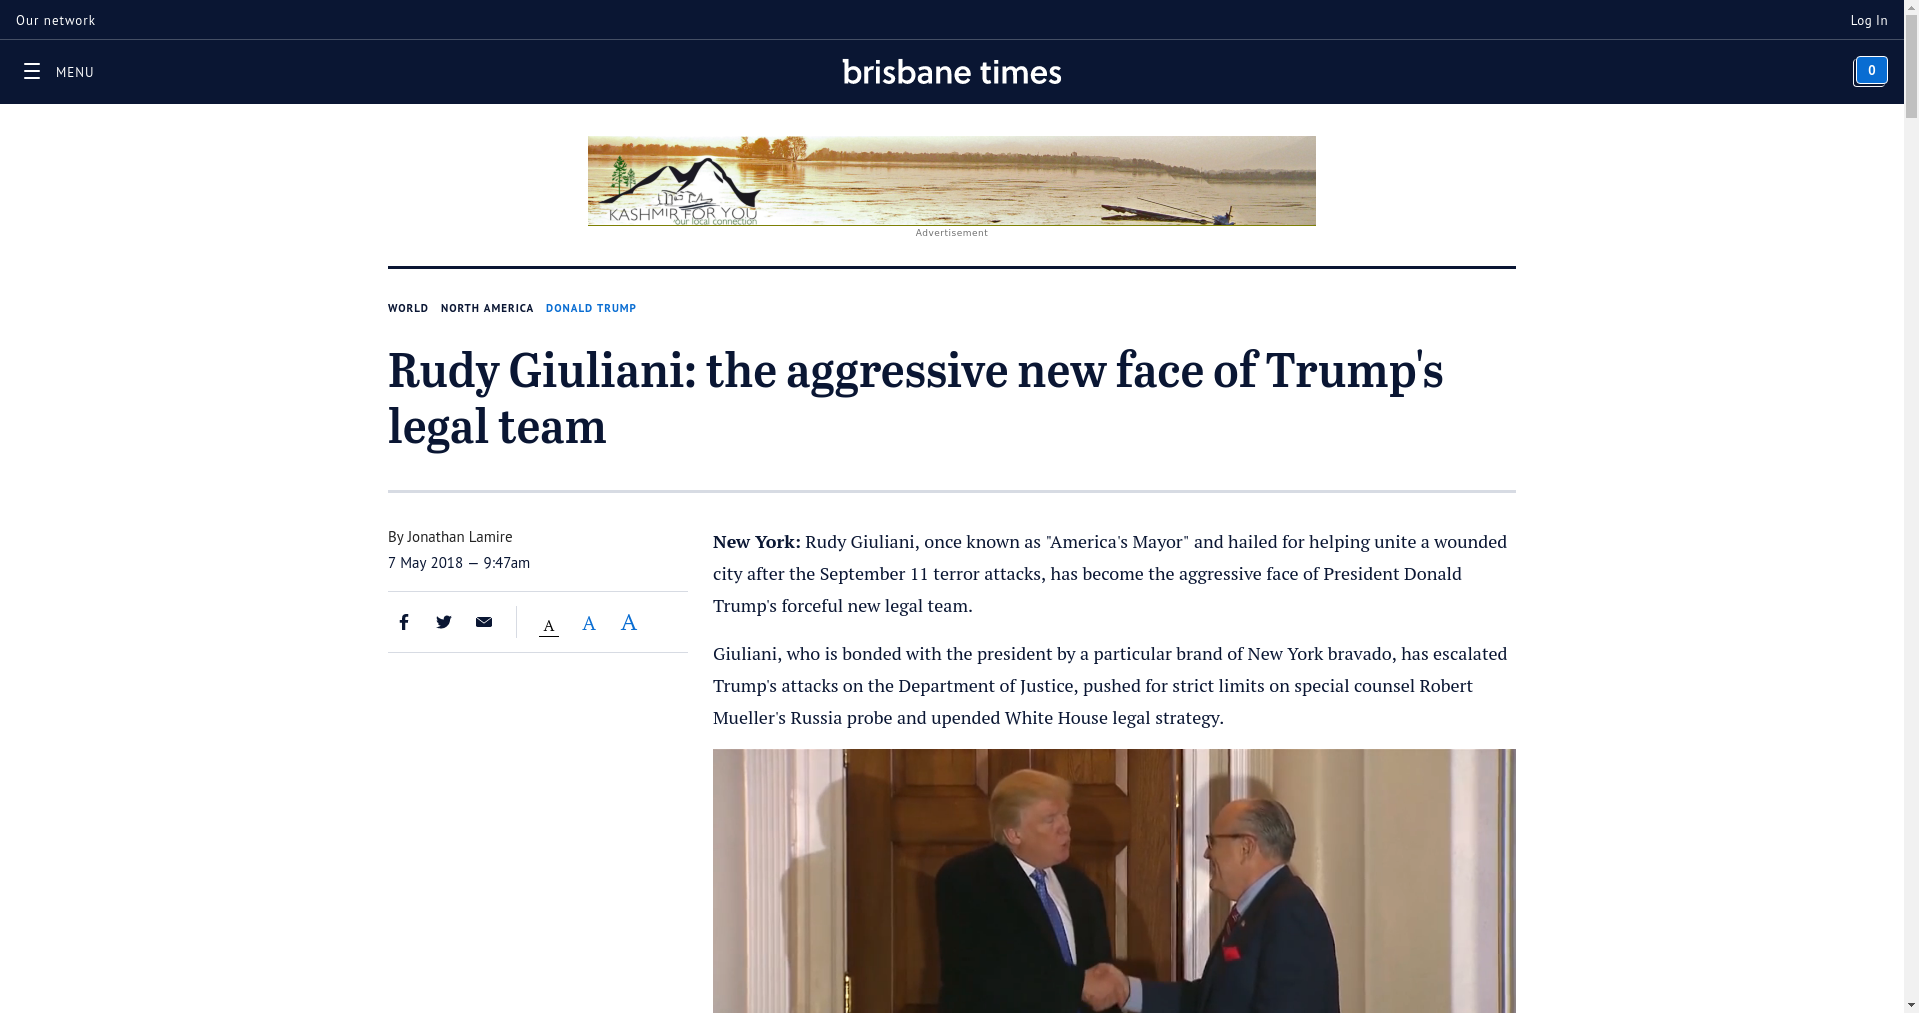 Our network
Log In
MENU
brisbane times
0
KASHMIR FOR YOU
our local connection
Advertisement
WORLD NORTH AMERICA DONALD TRUMP
Rudy Giuliani: the aggressive new face of Trump's
legal team
By Jonathan Lamire
7 May 2018 — 9:47am
A A A
New York: Rudy Giuliani, once known as "America's Mayor" and hailed for helping unite a wounded
city after the September 11 terror attacks, has become the aggressive face of President Donald
Trump's forceful new legal team.
Giuliani, who is bonded with the president by a particular brand of New York bravado, has escalated
Trump's attacks on the Department of Justice, pushed for strict limits on special counsel Robert
Mueller's Russia probe and upended White House legal strategy.